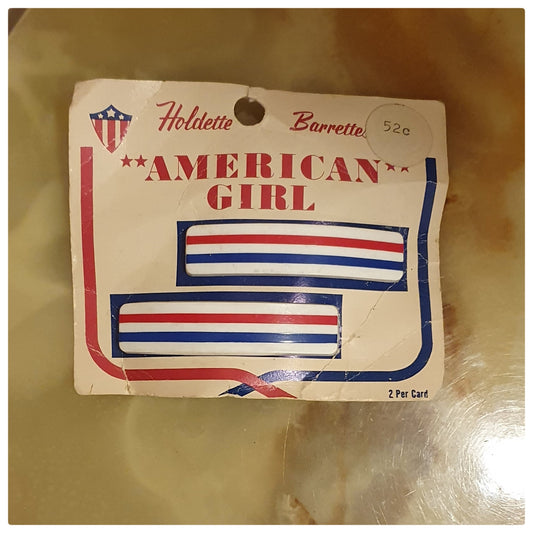 Holdette Barrettes
52c
**AMERICAN**
GIRL
2 Per Card